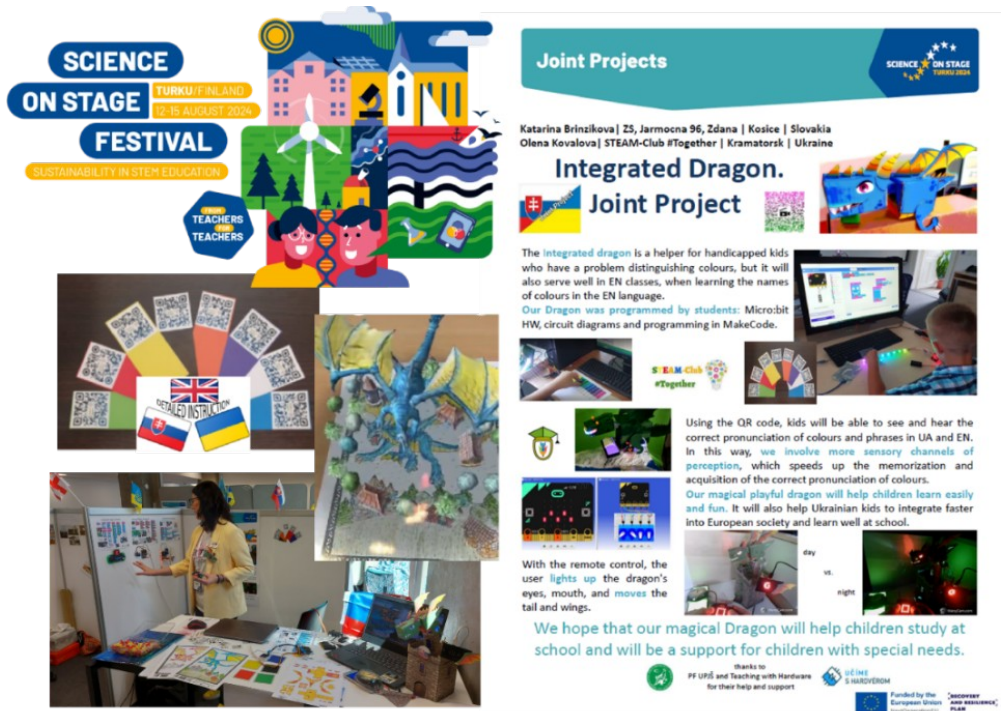 SCIENCE
ON STAGE
TURKU/FINLAND
12-15 AUGUST 2024
FESTIVAL
SUSTAINABILITY IN STEM EDUCATION
FROM
TEACHERS
FOR
TEACHERS
DETAILED INSTRUCTION
Joint Projects
SCIENCE ON STAGE
TURKU 2024
Katarina Brinzikova| ZS, Jarmocna 96, Zdana | Kosice | Slovakia
Olena Kovalova| STEAM-Club #Together | Kramatorsk | Ukraine
Integrated Dragon.
Joint Project
The integrated dragon is a helper for handicapped kids
who have a problem distinguishing colours, but it will
also serve well in EN classes, when learning the names
of colours in the EN language.
Our Dragon was programmed by students: Micro:bit
HW, circuit diagrams and programming in MakeCode.
STEAM-Club
#Together
Using the QR code, kids will be able to see and hear the
correct pronunciation of colours and phrases in UA and EN.
In this way, we involve more sensory channels of
perception, which speeds up the memorization and
acquisition of the correct pronunciation of colours.
Our magical playful dragon will help children learn easily
and fun. It will also help Ukrainian kids to integrate faster
into European society and learn well at school.
With the remote control, the
user lights up the dragon's
eyes, mouth, and moves the
tail and wings.
day
vs.
night
We hope that our magical Dragon will help children study at
school and will be a support for children with special needs.
thanks to
PF UPJŠ and Teaching with Hardware
for their help and support
UČÍME
S HARDVÉROM
Funded by the
European Union
RECOVERY
AND RESILIENCE
PLAN